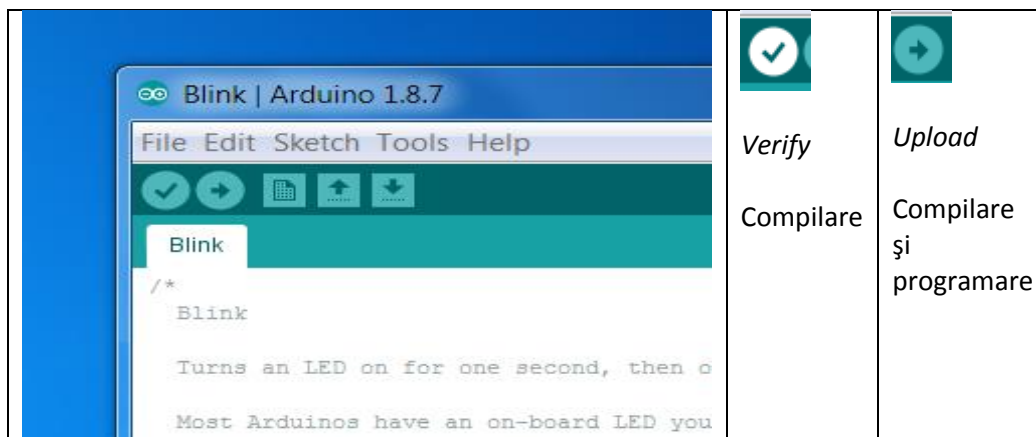 Blink | Arduino 1.8.7
File Edit Sketch Tools Help
Blink
/*
Blink
Turns an LED on for one second, then o
Most Arduinos have an on-board LED you
Verify
Compilare
Upload
Compilare
şi
programare